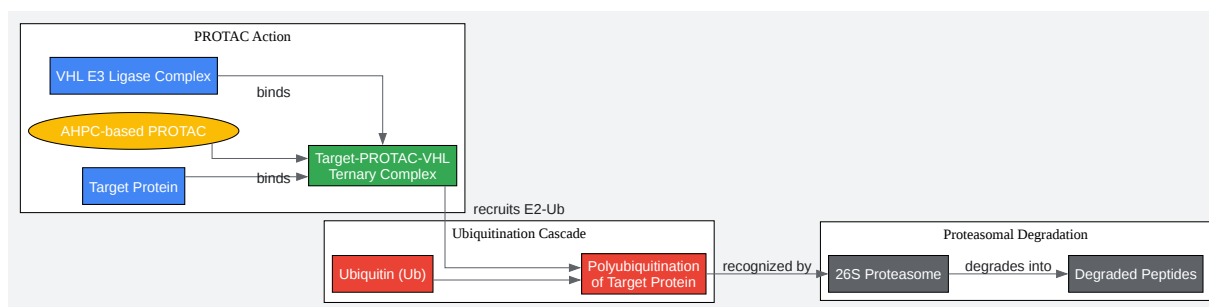 PROTAC Action
VHL E3 Ligase Complex
binds
AHPC-based PROTAC
Target-PROTAC-VHL
Ternary Complex
Target Protein
binds
recruits E2-Ub
Ubiquitination Cascade
Ubiquitin (Ub)
Polyubiquitination
of Target Protein
recognized by
Proteasomal Degradation
26S Proteasome
degrades into
Degraded Peptides